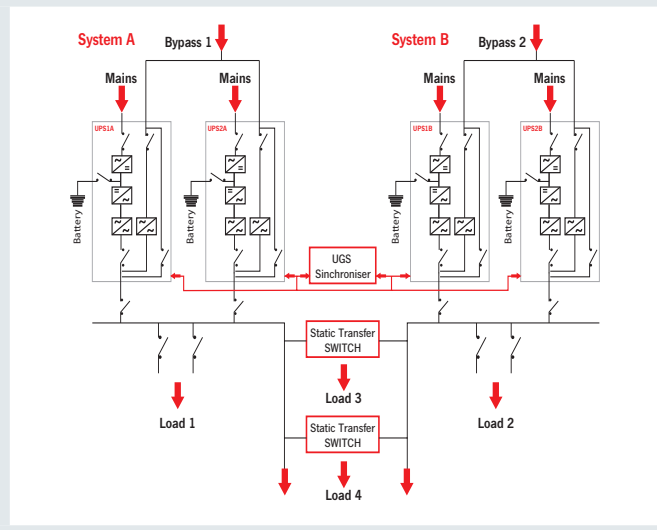 System A
Bypass 1
System B
Bypass 2
Mains
Mains
Mains
Mains
UPS1A
UPS2A
UPS1B
UPS2B
Battery
Battery
Battery
Battery
UGS
Sinchroniser
Static Transfer
SWITCH
Load 3
Load 1
Load 2
Static Transfer
SWITCH
Load 4